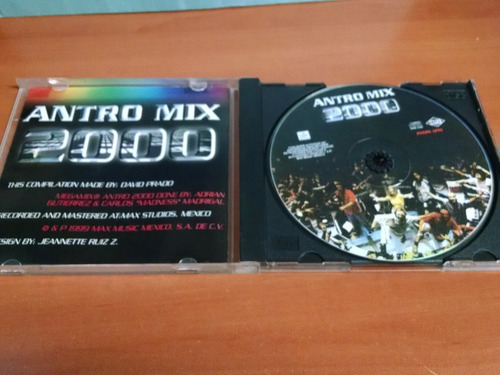 ANTRO MIX
2000
THIS COMPILATION MADE BY: DAVID PRADO
MEGAMIX® ANTRO 2000 DONE BY: ADRIAN
GUTIERREZ & CARLOS "MADNESS" MADRIGAL
RECORDED AND MASTERED AT:MAX STUDIOS. MEXICO
© & P 1999 MAX MUSIC MEXICO, S.A. DE C.V.
ESIGN BY: JEANNETTE RUIZ Z.
ANTRO MIX
2000